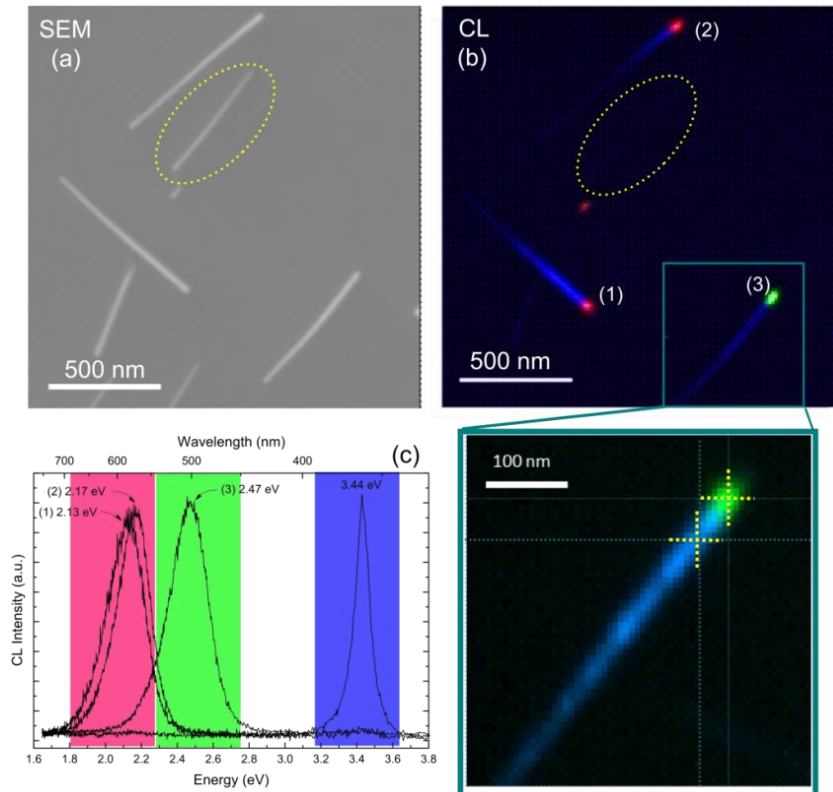 SEM
(a)
500 nm
CL
(b)
(2)
(1)
(3)
500 nm
Wavelength (nm)
700 600 500 400
(c)
(2) 2.17 eV
(1) 2.13 eV
(3) 2.47 eV
3.44 eV
CL Intensity (a.u.)
1.6 1.8 2.0 2.2 2.4 2.6 2.8 3.0 3.2 3.4 3.6 3.8
Energy (eV)
100 nm